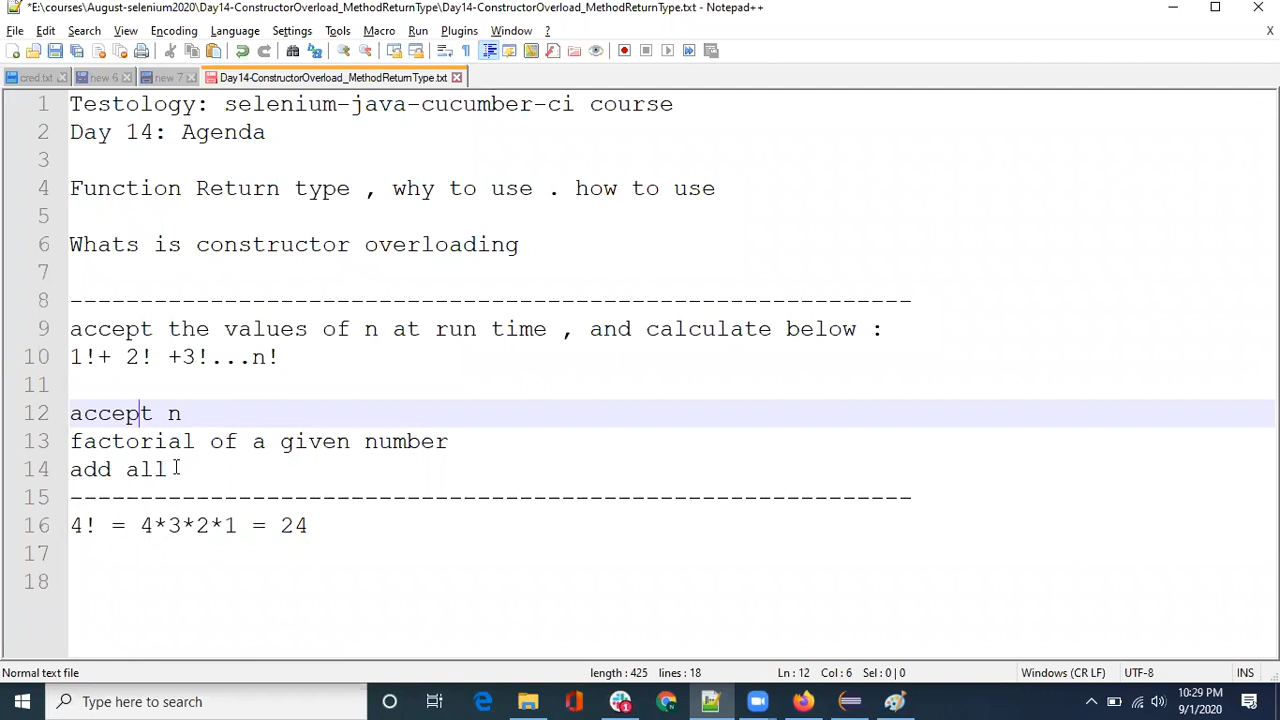 *E:\courses\August-selenium2020\Day14-ConstructorOverload_MethodReturnType\Day14-ConstructorOverload_MethodReturnType.txt - Notepad++
File Edit Search View Encoding Language Settings Tools Macro Run Plugins Window ? X
cred.txt new 6 new 7 Day14-ConstructorOverload_MethodReturnType.txt
1 Testology: selenium-java-cucumber-ci course
2 Day 14: Agenda
3
4 Function Return type , why to use . how to use
5
6 Whats is constructor overloading
7
8 ------------------------------------------------------------
9 accept the values of n at run time , and calculate below :
10 1!+ 2! +3!...n!
11
12 accept n
13 factorial of a given number
14 add all
15 ------------------------------------------------------------
16 4! = 4*3*2*1 = 24
17
18
Normal text file length : 425 lines : 18 Ln : 12 Col : 6 Sel : 0 | 0 Windows (CR LF) UTF-8 INS
Type here to search
10:29 PM
9/1/2020